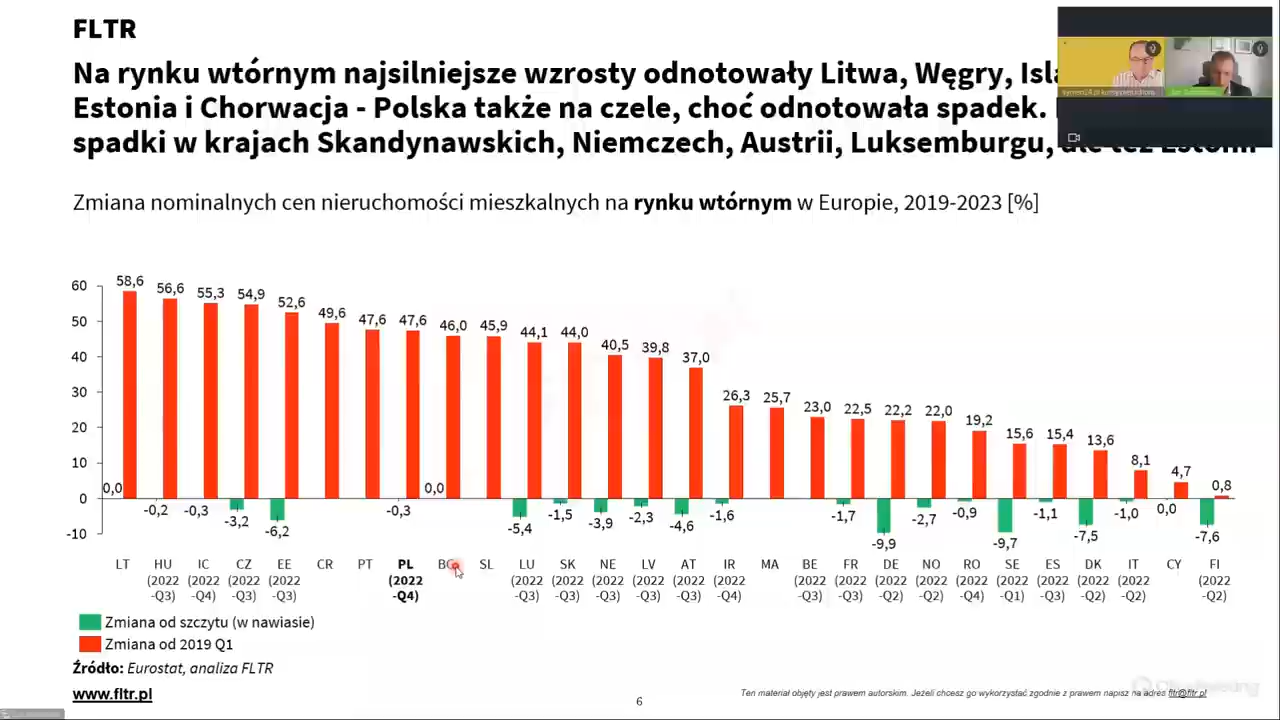 FLTR
Na rynku wtórnym najsilniejsze wzrosty odnotowały Litwa, Węgry,
Estonia i Chorwacja - Polska także na czele, choć odnotowała spadek.
spadki w krajach Skandynawskich, Niemczech, Austrii, Luksemburgu, ale też Estonii
Zmiana nominalnych cen nieruchomości mieszkalnych na rynku wtórnym w Europie, 2019-2023 [%]
60 50 40 30 20 10 0 -10
58,6 56,6 55,3 54,9 52,6 49,6 47,6 47,6 46,0 45,9 44,1 44,0 40,5 39,8 37,0 26,3 25,7 23,0 22,5 22,2 22,0 19,2 15,6 15,4 13,6 8,1 4,7 0,8
0,0 -0,2 -0,3 -3,2 -6,2 -0,3 0,0 -5,4 -1,5 -3,9 -2,3 -4,6 -1,6 -1,7 -9,9 -2,7 -0,9 -9,7 -1,1 -7,5 -1,0 0,0 -7,6
LT HU IC CZ EE CR PT PL SL LU SK NE LV AT IR MA BE FR DE NO RO SE ES DK IT CY FI
(2022 (2022 (2022 (2022 (2022 (2022 (2022 (2022 (2022 (2022 (2022 (2022 (2022 (2022 (2022 (2022 (2022 (2022 (2022 (2022 (2022
-Q3) -Q4) -Q3) -Q3) -Q4) -Q3) -Q3) -Q3) -Q3) -Q3) -Q4) -Q3) -Q3) -Q2) -Q2) -Q4) -Q1) -Q3) -Q2) -Q2) -Q2)
Zmiana od szczytu (w nawiasie)
Zmiana od 2019 Q1
Źródło: Eurostat, analiza FLTR
www.fltr.pl
6
Ten materiał objęty jest prawem autorskim. Jeżeli chcesz go wykorzystać zgodnie z prawem napisz na adres fltr@fltr.pl